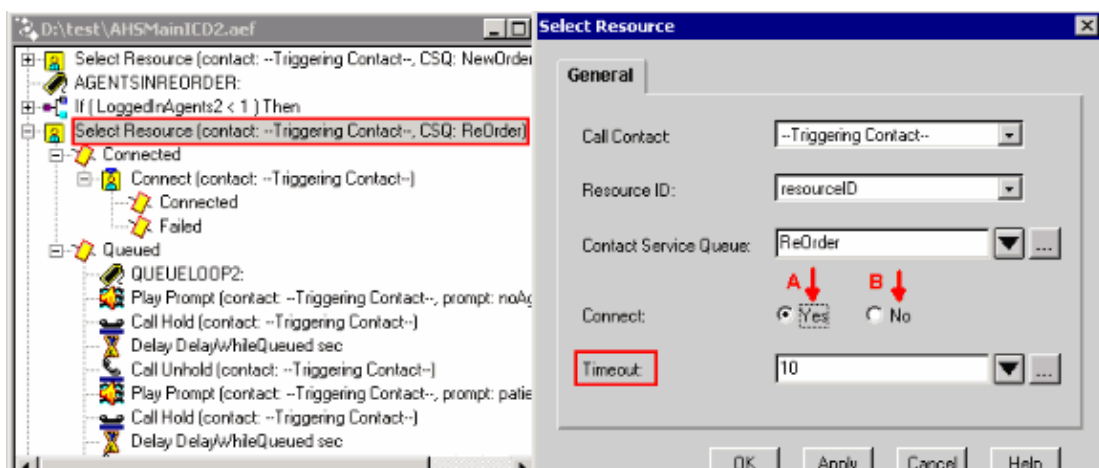 D:\test\AHSMainICD2.aef
Select Resource (contact: --Triggering Contact--, CSQ: NewOrder
AGENTSINREORDER:
If ( LoggedInAgents2 < 1 ) Then
Select Resource (contact: --Triggering Contact--, CSQ: ReOrder)
Connected
Connect (contact: --Triggering Contact--)
Connected
Failed
Queued
QUEUELOOP2:
Play Prompt (contact: --Triggering Contact--, prompt: noAg
Call Hold (contact: --Triggering Contact--)
Delay DelayWhileQueued sec
Call Unhold (contact: --Triggering Contact--)
Play Prompt (contact: --Triggering Contact--, prompt: patie
Call Hold (contact: --Triggering Contact--)
Delay DelayWhileQueued sec
Select Resource
General
Call Contact: --Triggering Contact--
Resource ID: resourceID
Contact Service Queue: ReOrder ...
A B
Connect: Yes No
Timeout: 10 ...
OK Apply Cancel Help